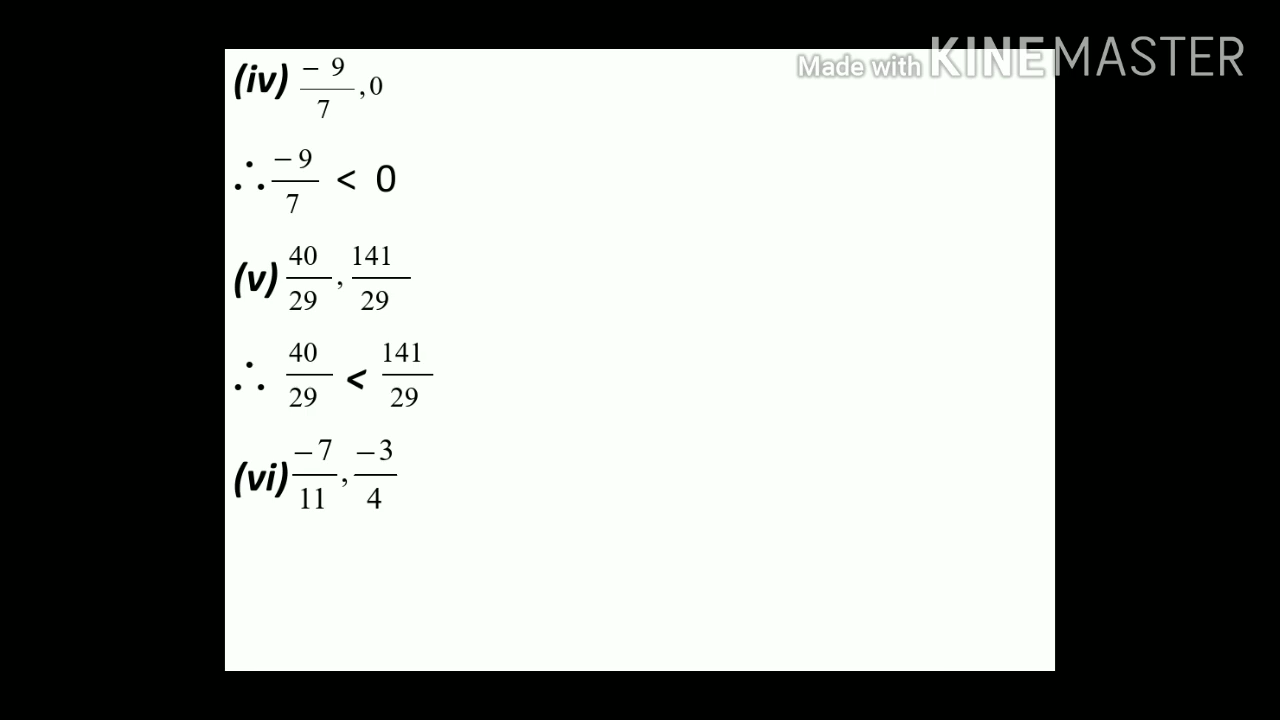 Made with KINEMASTER
(iv) −9/7 , 0
∴ −9/7 < 0
(v) 40/29 , 141/29
∴ 40/29 < 141/29
(vi) −7/11 , −3/4